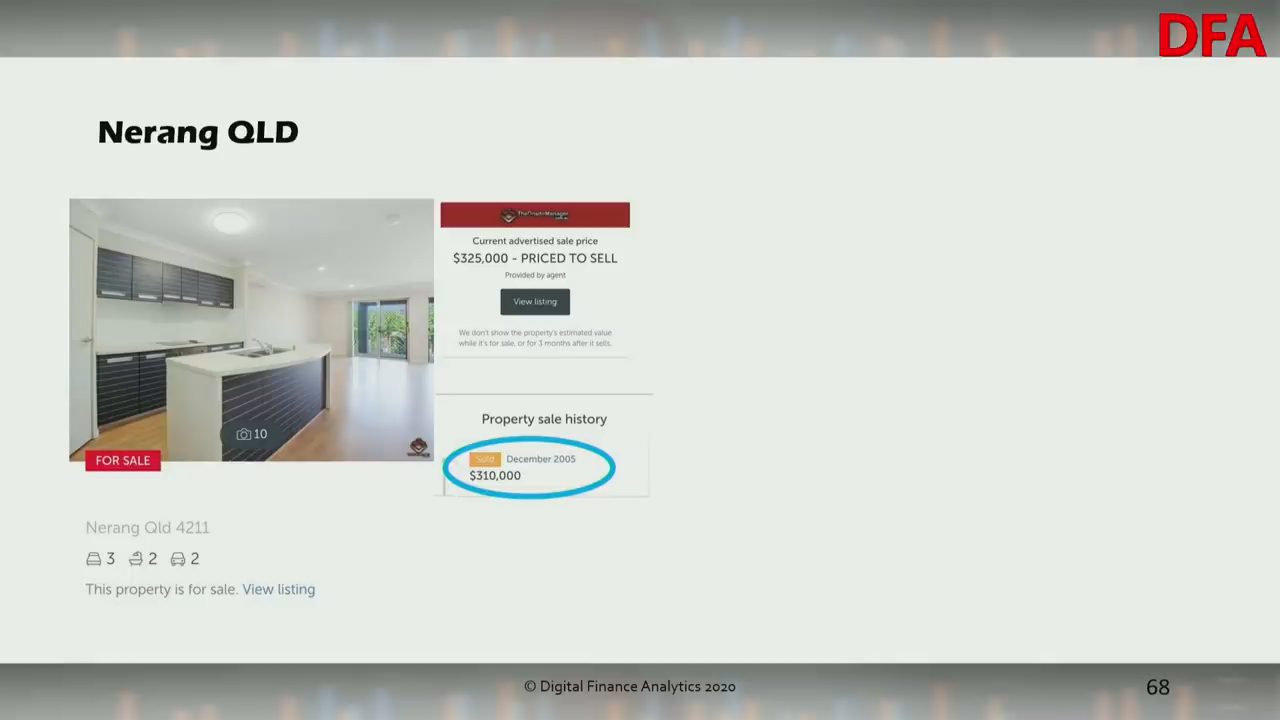 DFA
Nerang QLD
10
FOR SALE
Nerang Qld 4211
3 2 2
This property is for sale. View listing
Current advertised sale price
$325,000 - PRICED TO SELL
Provided by agent
View listing
We don't show the property's estimated value
while it's for sale, or for 3 months after it sells.
Property sale history
Sold December 2005
$310,000
© Digital Finance Analytics 2020
68